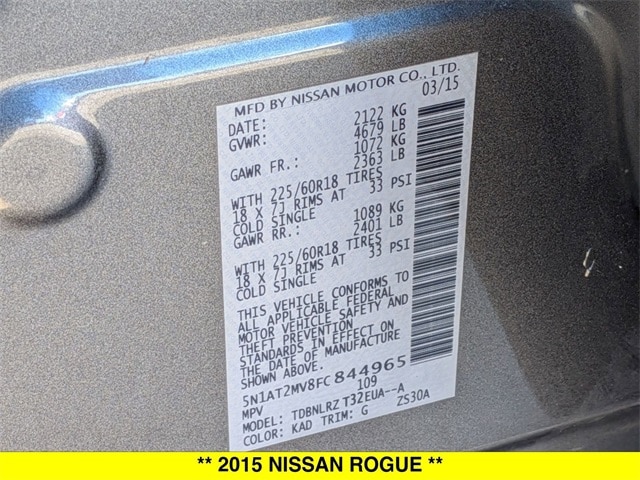 MFD BY NISSAN MOTOR CO., LTD.
DATE: 03/15
GVWR: 2122 KG
4679 LB
GAWR FR.: 1072 KG
2363 LB
WITH 225/60R18 TIRES
18 X 7J RIMS AT 33 PSI
COLD SINGLE
GAWR RR.: 1089 KG
2401 LB
WITH 225/60R18 TIRES
18 X 7J RIMS AT 33 PSI
COLD SINGLE
THIS VEHICLE CONFORMS TO
ALL APPLICABLE FEDERAL
MOTOR VEHICLE SAFETY AND
THEFT PREVENTION
STANDARDS IN EFFECT ON
SHOWN ABOVE.
5N1AT2MV8FC844965
MPV 109
MODEL: TDBNLRZ T32EUA--A
COLOR: KAD TRIM: G ZS30A
** 2015 NISSAN ROGUE **